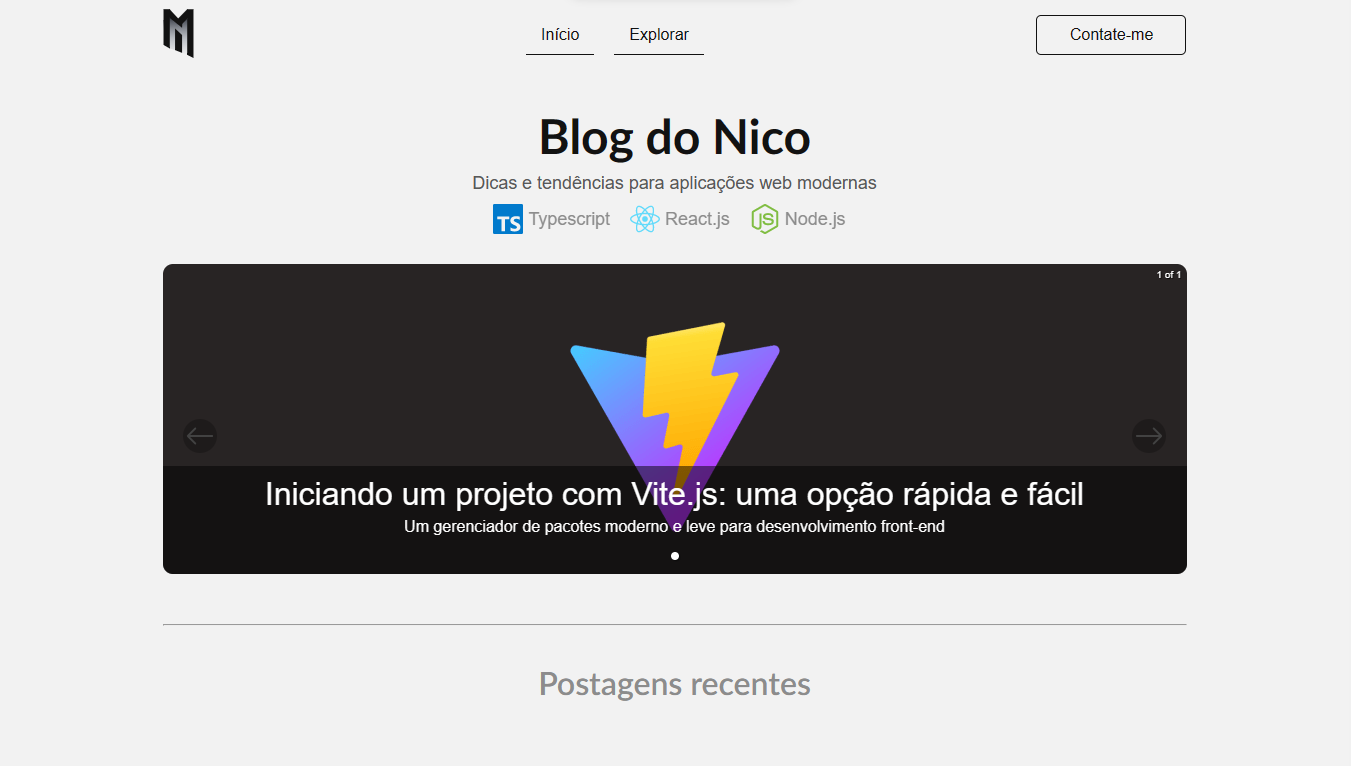 Início
Explorar
Contate-me
Blog do Nico
Dicas e tendências para aplicações web modernas
TS Typescript
React.js
JS Node.js
1 of 1
Iniciando um projeto com Vite.js: uma opção rápida e fácil
Um gerenciador de pacotes moderno e leve para desenvolvimento front-end
Postagens recentes